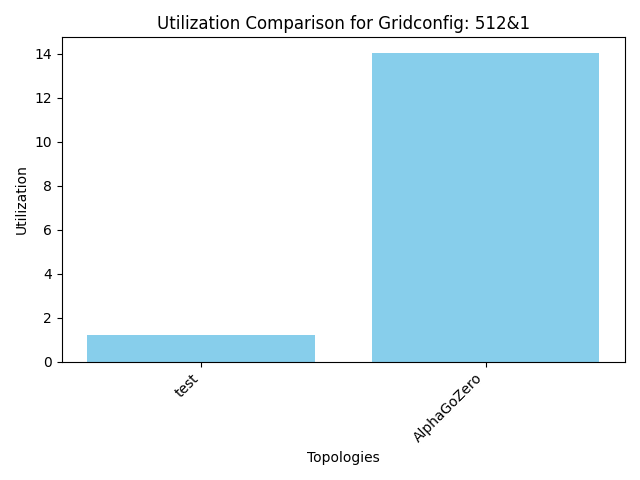 Utilization Comparison for Gridconfig: 512&1
Utilization
14
12
10
8
6
4
2
0
test
AlphaGoZero
Topologies